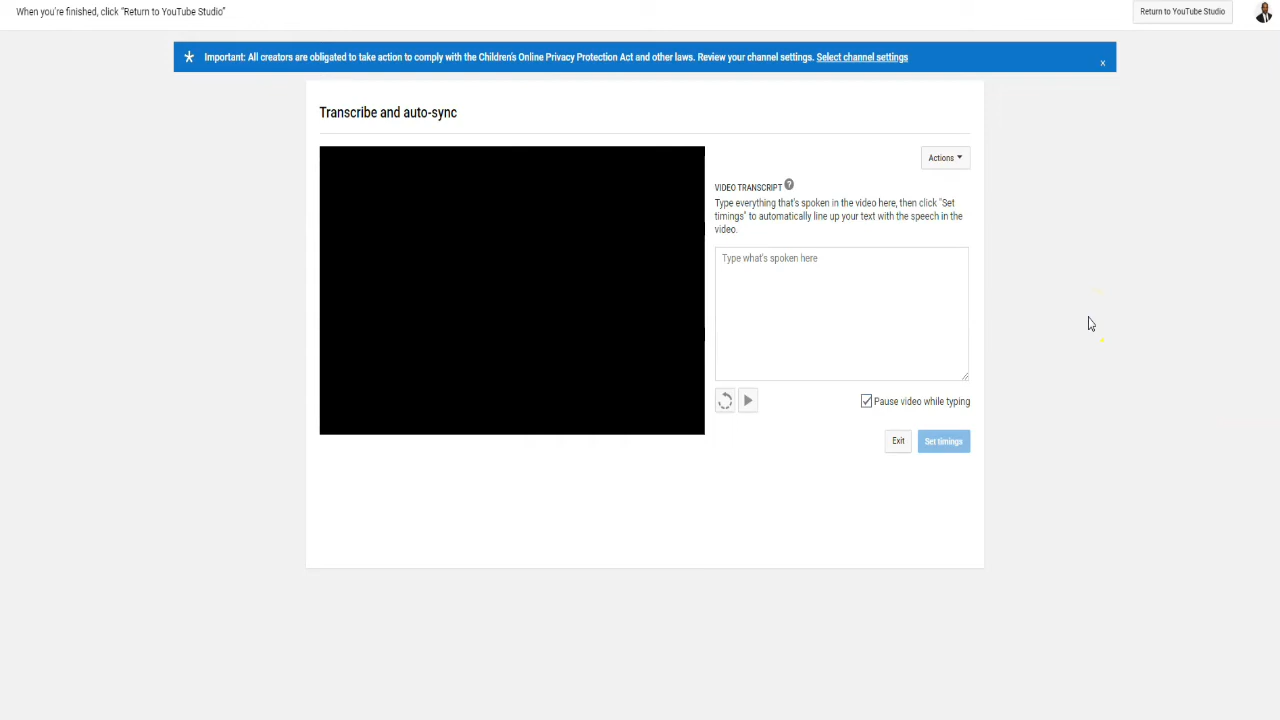 When you're finished, click "Return to YouTube Studio"
Return to YouTube Studio
Important: All creators are obligated to take action to comply with the Children's Online Privacy Protection Act and other laws. Review your channel settings. Select channel settings
x
Transcribe and auto-sync
Actions
VIDEO TRANSCRIPT ?
Type everything that's spoken in the video here, then click "Set
timings" to automatically line up your text with the speech in the
video.
Type what's spoken here
Pause video while typing
Exit
Set timings